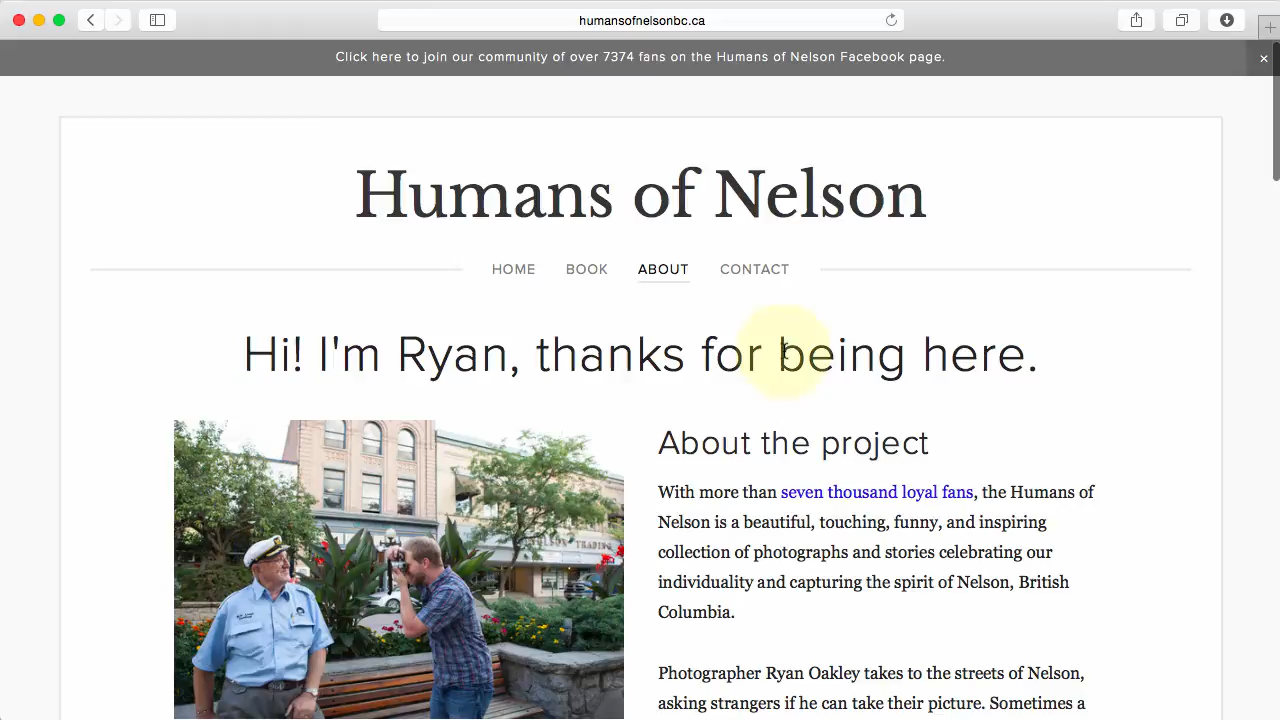 humansofnelsonbc.ca
Click here to join our community of over 7374 fans on the Humans of Nelson Facebook page.
Humans of Nelson
HOME BOOK ABOUT CONTACT
Hi! I'm Ryan, thanks for being here.
About the project
With more than seven thousand loyal fans, the Humans of
Nelson is a beautiful, touching, funny, and inspiring
collection of photographs and stories celebrating our
individuality and capturing the spirit of Nelson, British
Columbia.
Photographer Ryan Oakley takes to the streets of Nelson,
asking strangers if he can take their picture. Sometimes a